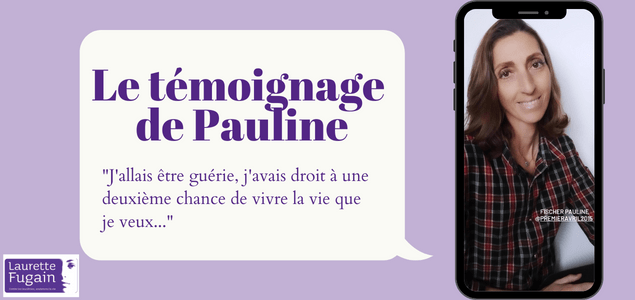 Le témoignage
de Pauline
"J'allais être guérie, j'avais droit à une
deuxième chance de vivre la vie que
je veux..."
FISCHER PAULINE,
@PREMIERAVRIL2015
Laurette
Fugain